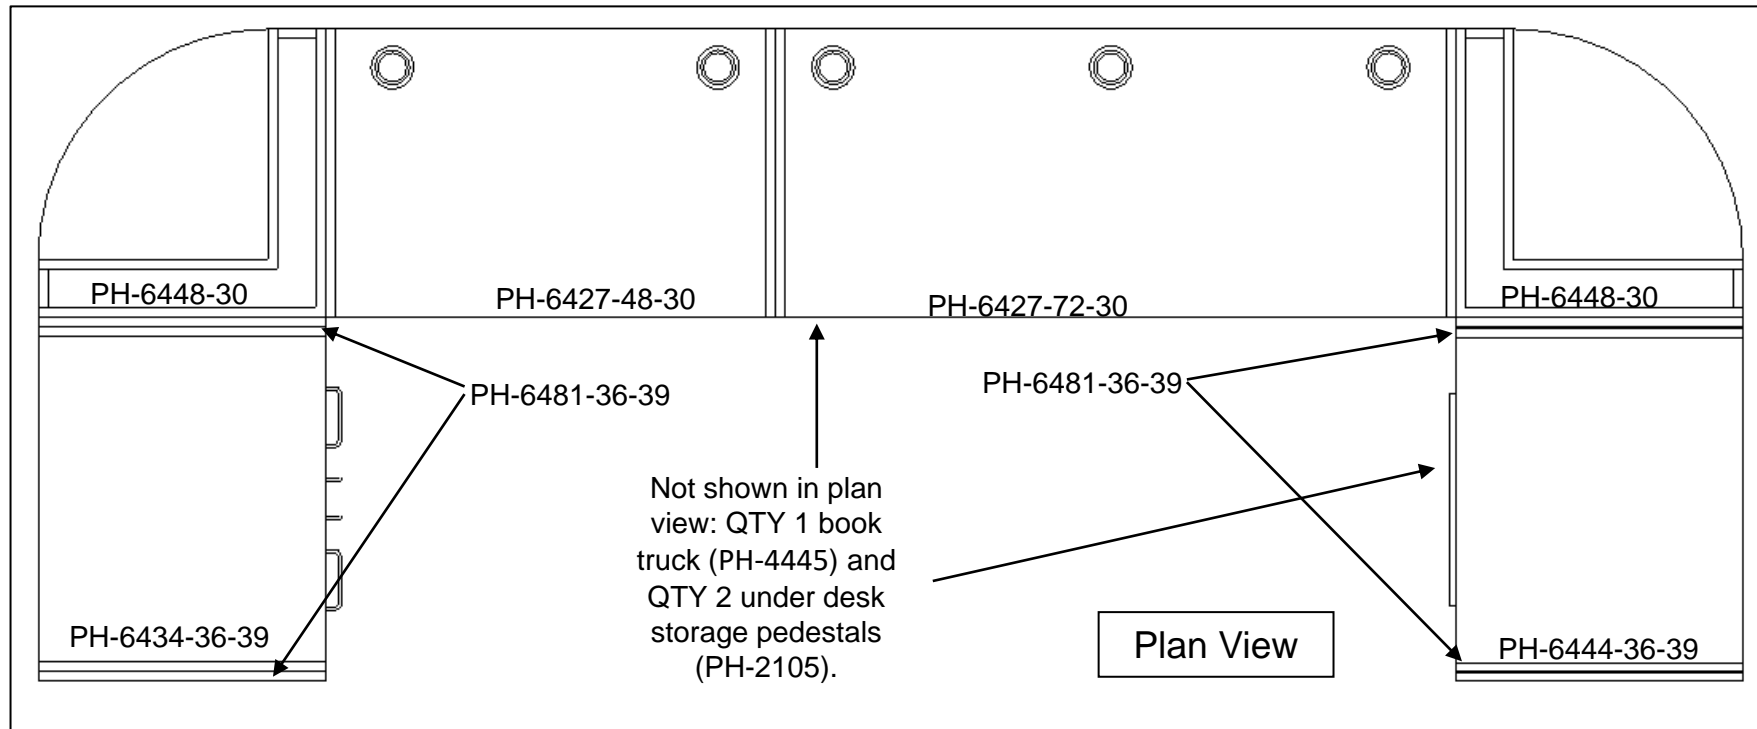 PH-6448-30
PH-6427-48-30
PH-6427-72-30
PH-6448-30
PH-6481-36-39
PH-6481-36-39
Not shown in plan
view: QTY 1 book
truck (PH-4445) and
QTY 2 under desk
storage pedestals
(PH-2105).
PH-6434-36-39
Plan View
PH-6444-36-39